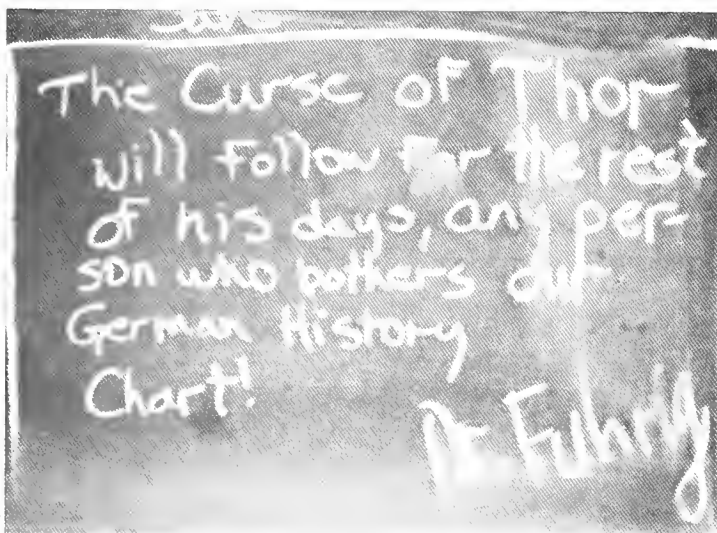 The Curse of Thor
will follow for the rest
of his days, any per-
son who bothers our
German History
Chart!
Dr. Fuhrig